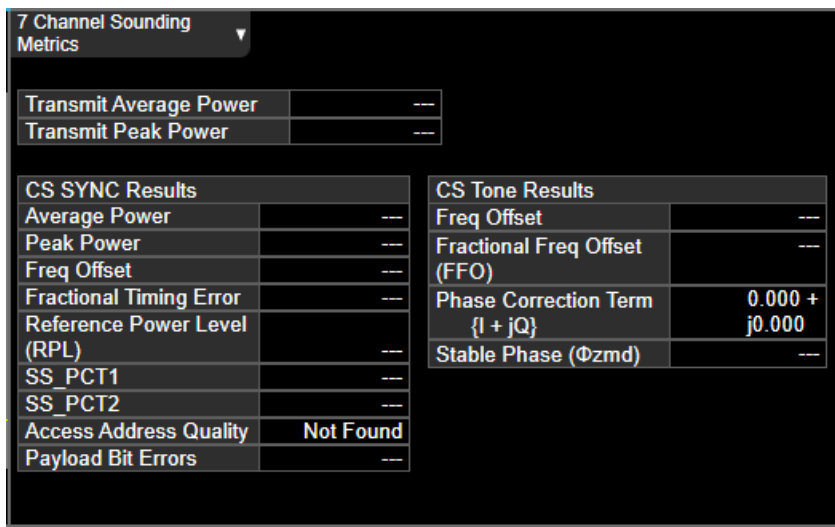 7 Channel Sounding
Metrics
Transmit Average Power ---
Transmit Peak Power ---
CS SYNC Results
Average Power ---
Peak Power ---
Freq Offset ---
Fractional Timing Error ---
Reference Power Level
(RPL) ---
SS_PCT1 ---
SS_PCT2 ---
Access Address Quality Not Found
Payload Bit Errors ---
CS Tone Results
Freq Offset ---
Fractional Freq Offset ---
(FFO)
Phase Correction Term 0.000 +
{I + jQ} j0.000
Stable Phase (Φzmd) ---